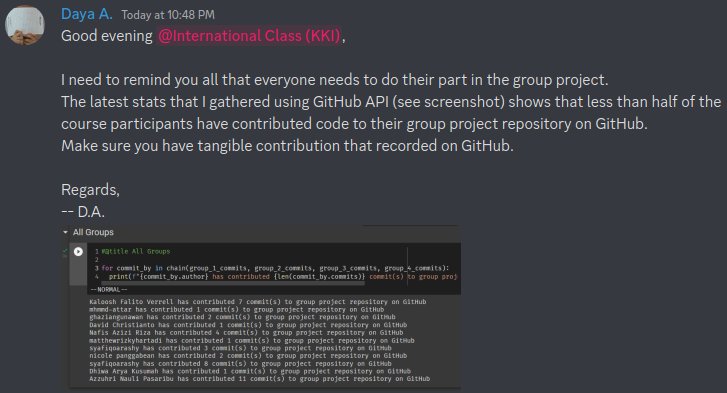 Daya A. Today at 10:48 PM
Good evening @International Class (KKI),
I need to remind you all that everyone needs to do their part in the group project.
The latest stats that I gathered using GitHub API (see screenshot) shows that less than half of the
course participants have contributed code to their group project repository on GitHub.
Make sure you have tangible contribution that recorded on GitHub.
Regards,
-- D.A.
All Groups
1 #@title All Groups
2
3 for commit_by in chain(group_1_commits, group_2_commits, group_3_commits, group_4_commits):
4 print(f"{commit_by.author} has contributed {len(commit_by.commits)} commit(s) to group proj
--NORMAL--
Kaloosh Falito Verrell has contributed 7 commit(s) to group project repository on GitHub
mhmmd-attar has contributed 1 commit(s) to group project repository on GitHub
ghaziangunawan has contributed 2 commit(s) to group project repository on GitHub
David Christianto has contributed 1 commit(s) to group project repository on GitHub
Nafis Azizi Riza has contributed 4 commit(s) to group project repository on GitHub
matthewrizkyhartadi has contributed 1 commit(s) to group project repository on GitHub
syafiqoarashy has contributed 3 commit(s) to group project repository on GitHub
nicole panggabean has contributed 2 commit(s) to group project repository on GitHub
syafiqoarashy has contributed 8 commit(s) to group project repository on GitHub
Dhiwa Arya Kusumah has contributed 1 commit(s) to group project repository on GitHub
Azzuhri Nauli Pasaribu has contributed 11 commit(s) to group project repository on GitHub